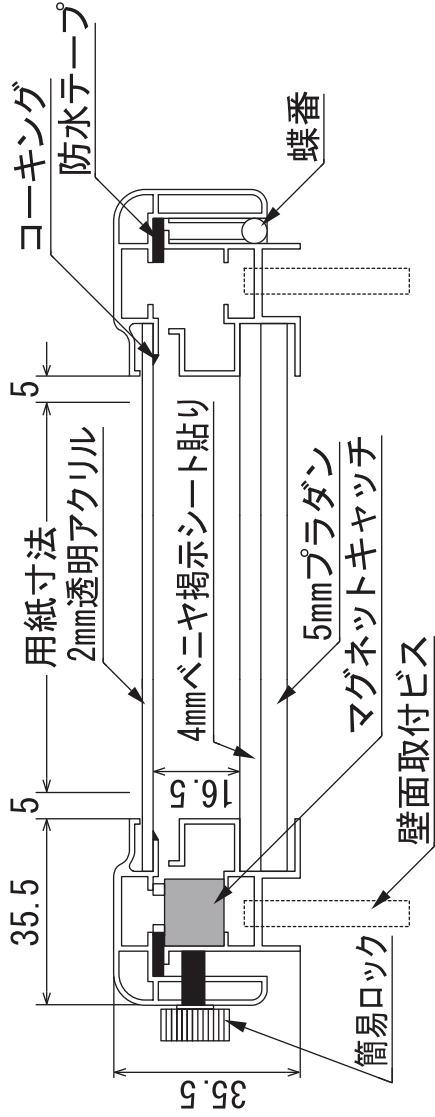 コーキング
防水テープ
蝶番
5
用紙寸法
2mm透明アクリル
4mmベニヤ掲示シート貼り
5mmプラダン
マグネットキャッチ
16.5
5
35.5
壁面取付ビス
簡易ロック
35.5